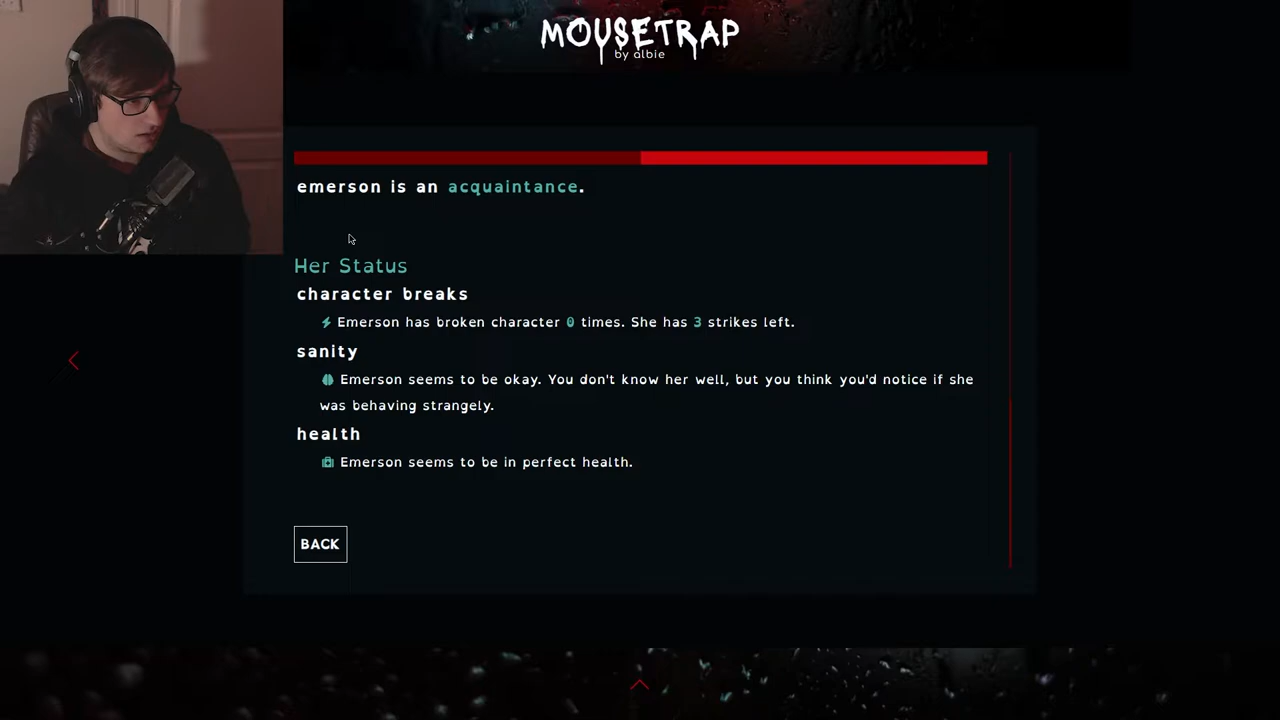 MOUSETRAP
by albie
emerson is an acquaintance.
Her Status
character breaks
Emerson has broken character 0 times. She has 3 strikes left.
sanity
Emerson seems to be okay. You don't know her well, but you think you'd notice if she
was behaving strangely.
health
Emerson seems to be in perfect health.
BACK